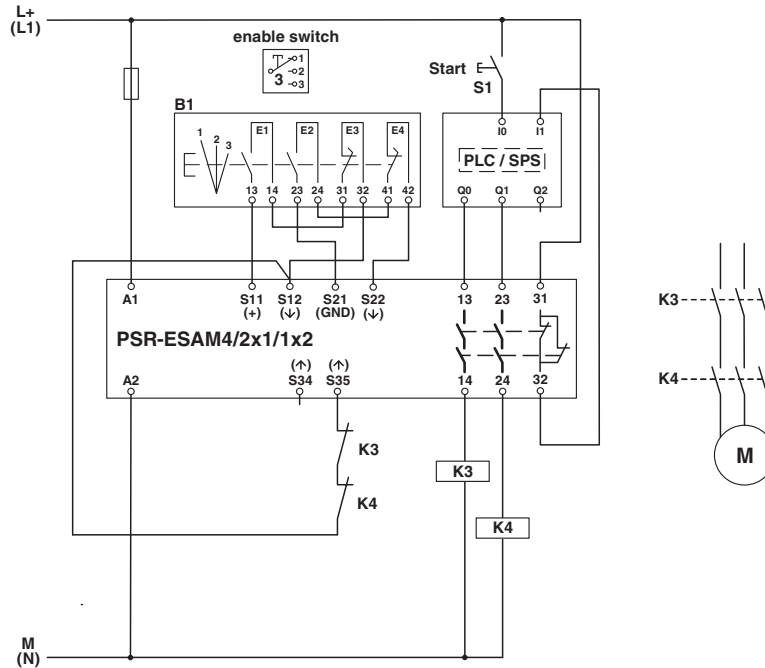 L+
(L1)
enable switch
1
2
3
3
Start
S1
B1
1
2
3
E1
E2
E3
E4
13
14
23
24
31
32
41
42
I0
I1
PLC / SPS
Q0
Q1
Q2
A1
S11
(+)
S12
(↓)
S21
(GND)
S22
(↓)
13
23
31
PSR-ESAM4/2x1/1x2
A2
(↑)
S34
(↑)
S35
14
24
32
K3
K4
K3
K4
K3
K4
M
M
(N)